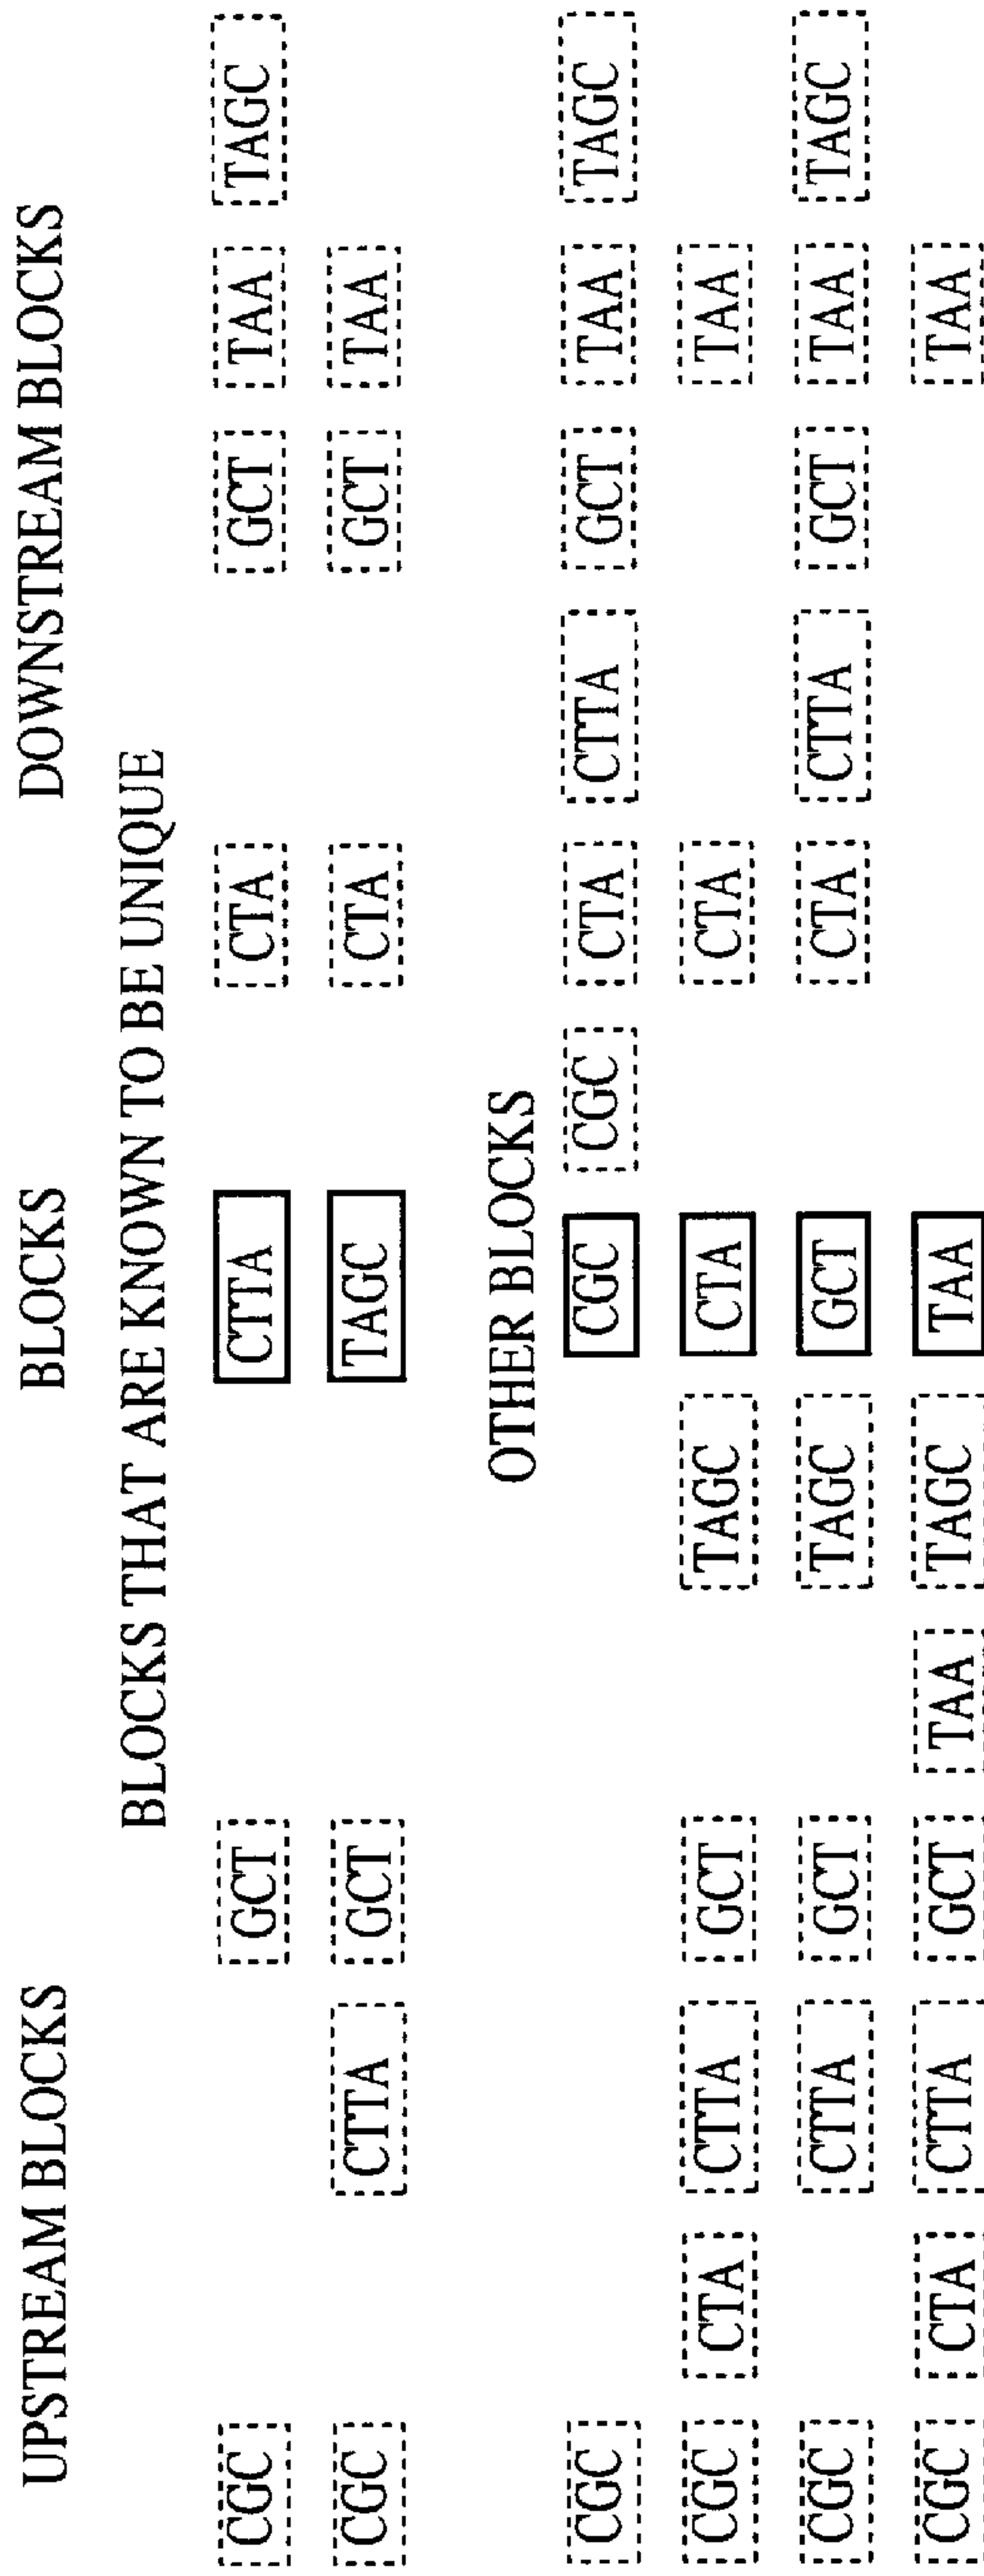 UPSTREAM BLOCKS BLOCKS DOWNSTREAM BLOCKS
BLOCKS THAT ARE KNOWN TO BE UNIQUE
CGC GCT CTTA CTA GCT TAA TAGC
CGC CTTA GCT TAGC CTA GCT TAA
OTHER BLOCKS
CGC CGC CGC CTA CTTA GCT TAA TAGC
CGC CTA CTTA GCT TAGC CTA CTA TAA
CGC CTTA GCT TAGC GCT CTA CTTA GCT TAA TAGC
CGC CTA CTTA GCT TAA TAGC TAA TAA